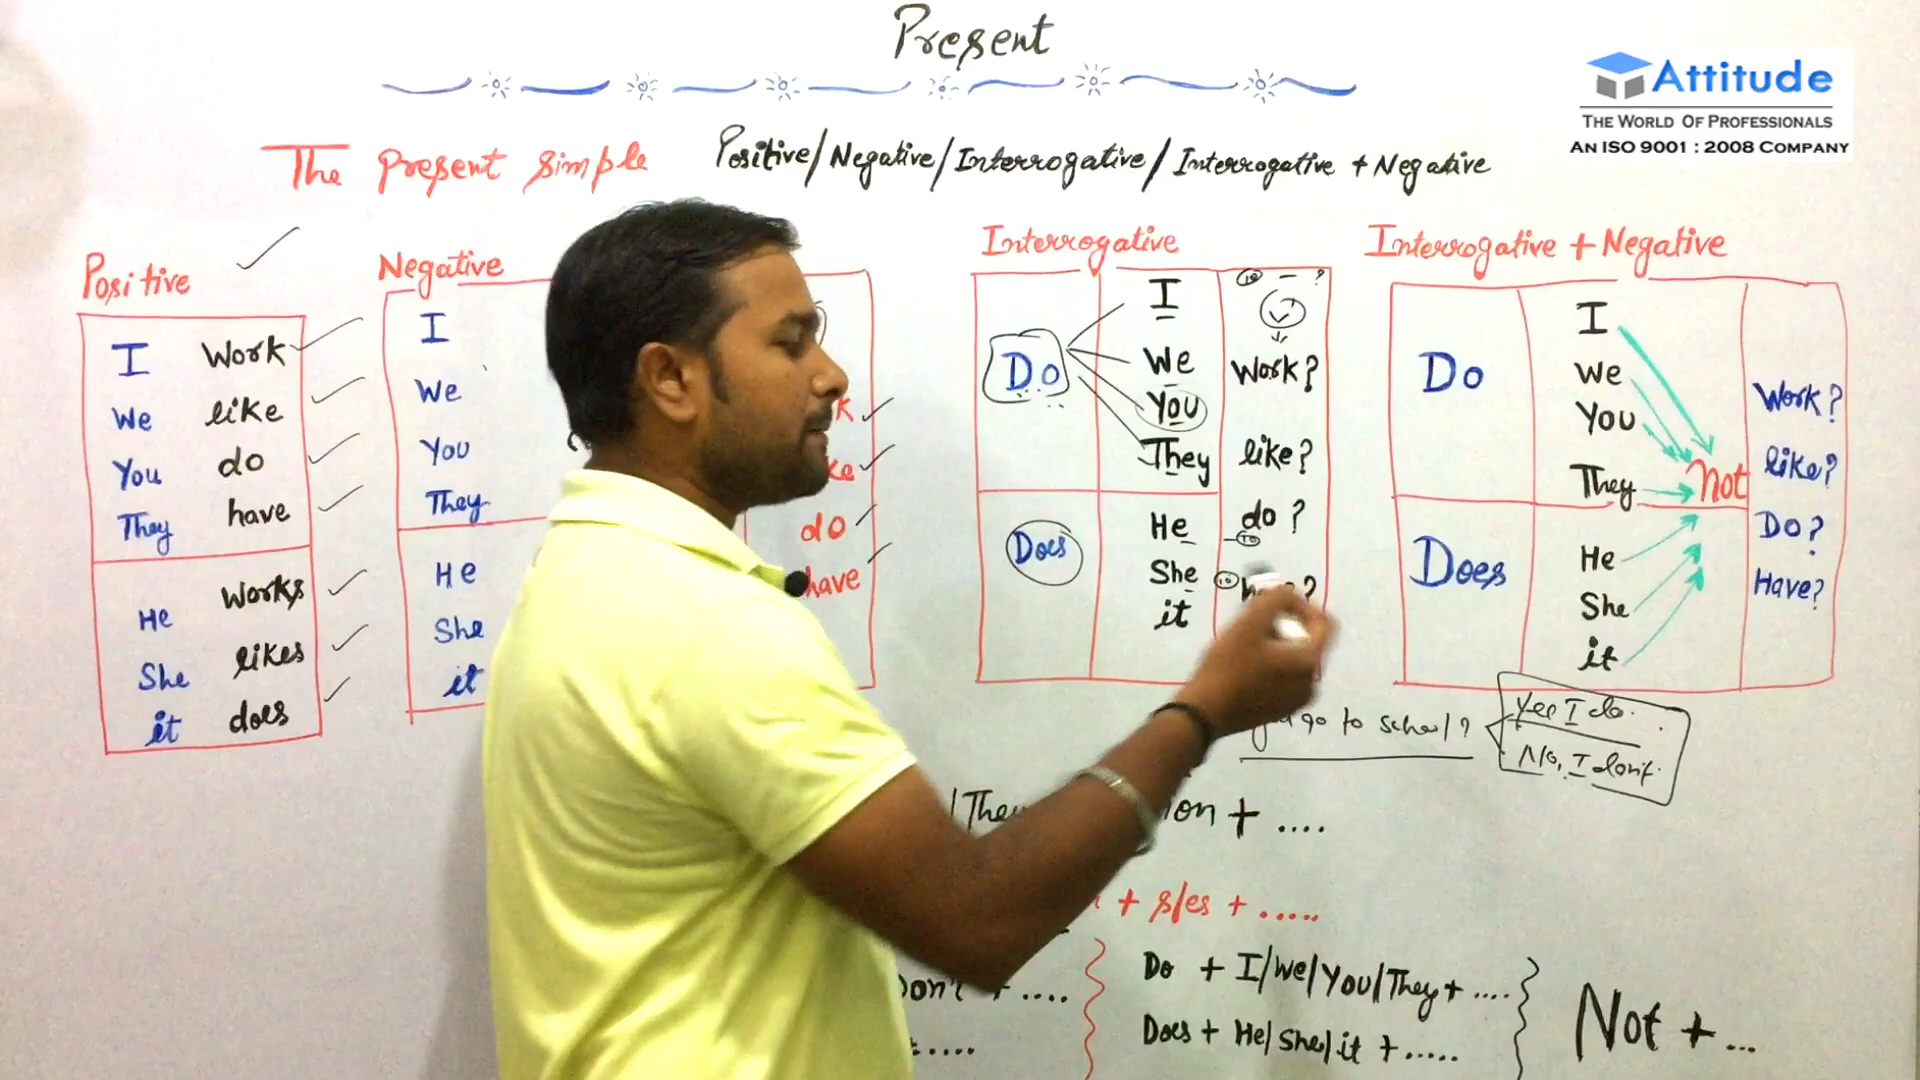 Present
Attitude
THE WORLD OF PROFESSIONALS
AN ISO 9001 : 2008 COMPANY
The Present simple
Positive/Negative/Interrogative/Interrogative + Negative
Positive
I Work
We like
You do
They have
He works
She likes
it does
Negative
I
We
You
They
He
She
it
do
have
Interrogative
Do
I
We
You
They
Does
He
She
it
Work?
like?
do?
Interrogative + Negative
Do
I
We
You
They
Does
He
She
it
Not
Work?
like?
Do?
Have?
go to school?
Yes I do.
No, I don't.
+ ....
+ s/es + .....
Don't + ....
Do + I/We/You/They + ....
Does + He/She/it + .....
Not + ...